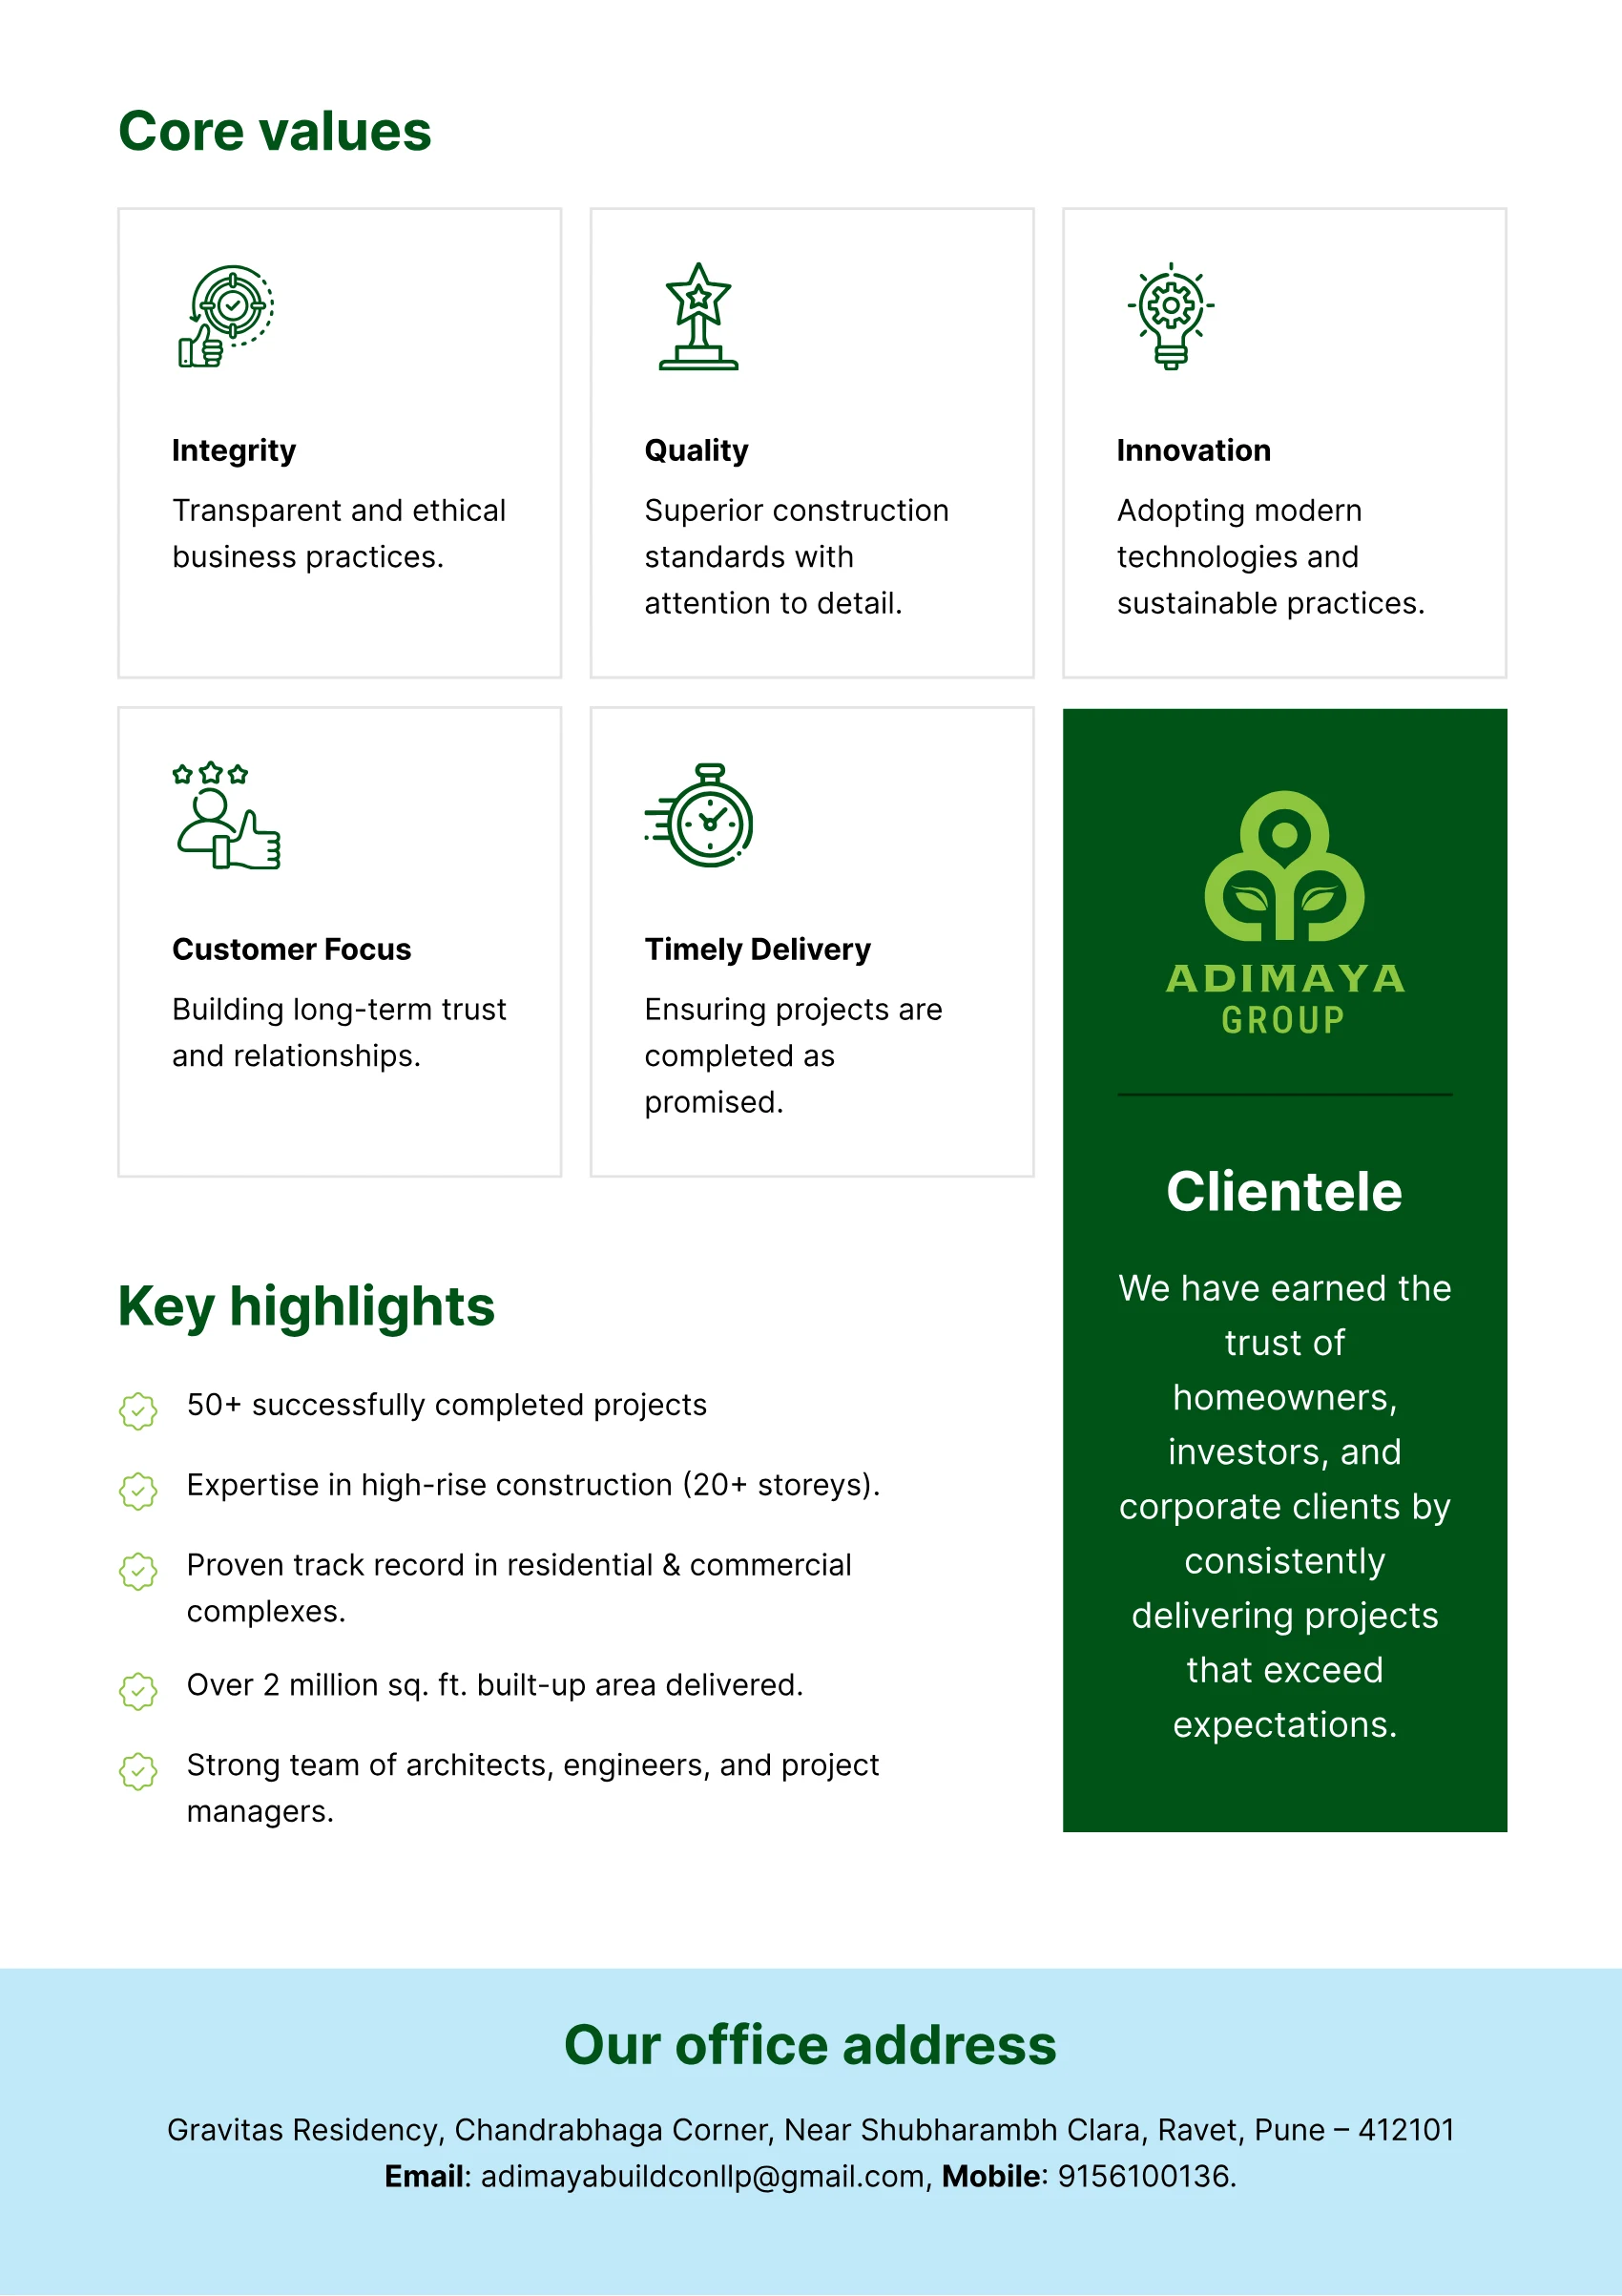 Core values
Integrity
Transparent and ethical
business practices.
Quality
Superior construction
standards with
attention to detail.
Innovation
Adopting modern
technologies and
sustainable practices.
Customer Focus
Building long-term trust
and relationships.
Timely Delivery
Ensuring projects are
completed as
promised.
ADIMAYA
GROUP
Clientele
We have earned the
trust of
homeowners,
investors, and
corporate clients by
consistently
delivering projects
that exceed
expectations.
Key highlights
50+ successfully completed projects
Expertise in high-rise construction (20+ storeys).
Proven track record in residential & commercial
complexes.
Over 2 million sq. ft. built-up area delivered.
Strong team of architects, engineers, and project
managers.
Our office address
Gravitas Residency, Chandrabhaga Corner, Near Shubharambh Clara, Ravet, Pune – 412101
Email: adimayabuildconllp@gmail.com, Mobile: 9156100136.